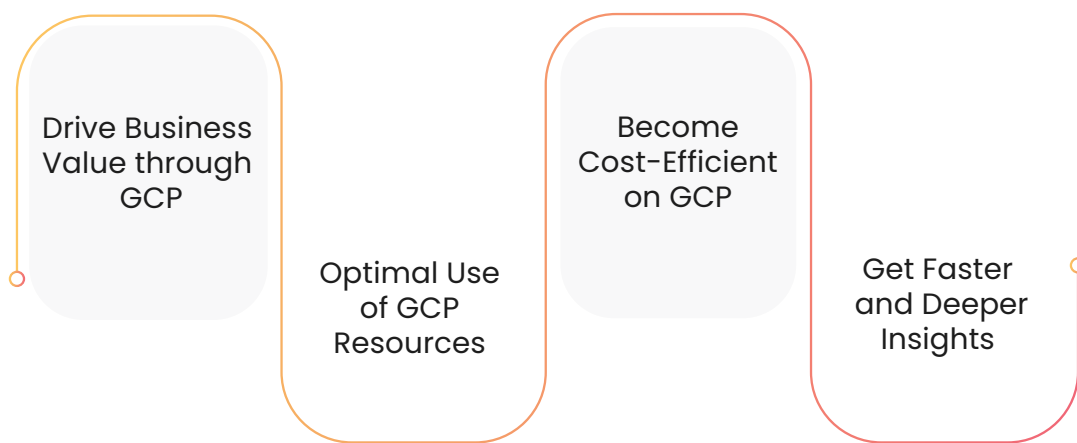 Drive Business
Value through
GCP
Optimal Use
of GCP
Resources
Become
Cost-Efficient
on GCP
Get Faster
and Deeper
Insights